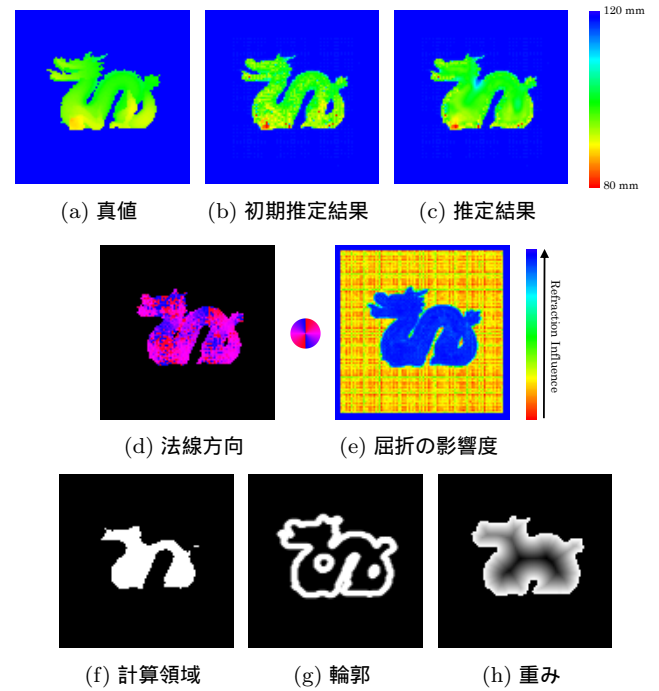 120 mm
80 mm
(a) 真値
(b) 初期推定結果
(c) 推定結果
Refraction Influence
(d) 法線方向
(e) 屈折の影響度
(f) 計算領域
(g) 輪郭
(h) 重み